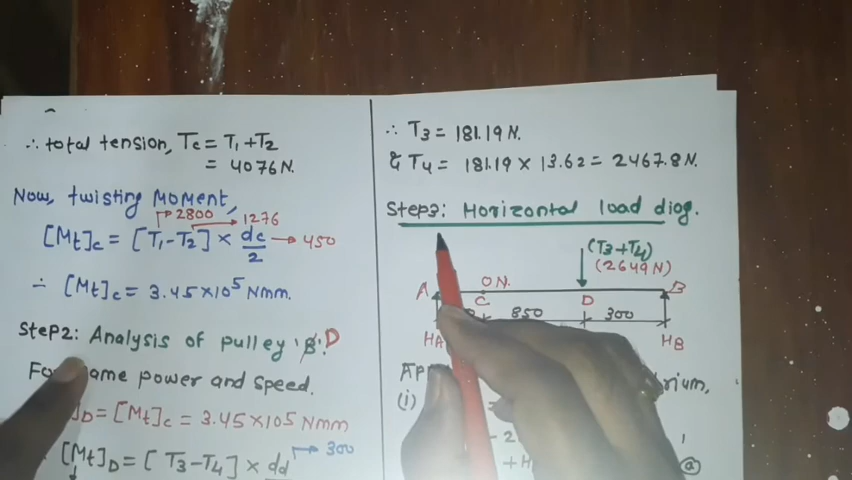 ∴ total tension, Tc = T1+T2
= 4076 N.
Now, twisting Moment,
→2800
→1276
[Mt]c = [T1-T2] × dc/2 → 450
∴ [Mt]c = 3.45×10⁵ Nmm.
Step2: Analysis of pulley 'D'
same power and speed.
D = [Mt]c = 3.45×10⁵ Nmm
[Mt]D = [T3-T4] × dd → 300
∴ T3 = 181.19 N.
& T4 = 181.19 × 13.62 = 2467.8 N.
Step3: Horizontal load diag.
(T3+T4)
(2649 N)
A
ON.
B
C
850
D
300
HA
HB
rium,
(i)
- 2
+H
(a)